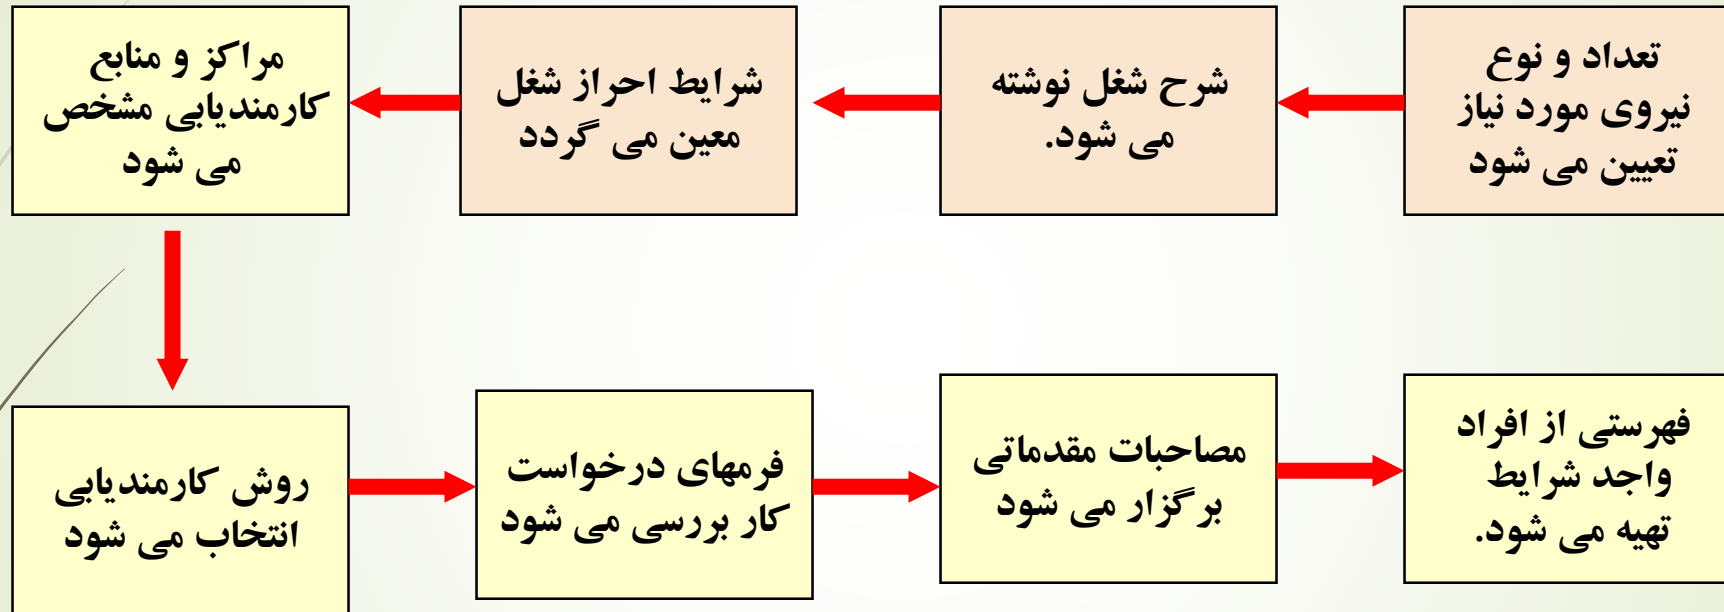 تعداد و نوع
نیروی مورد نیاز
تعیین می شود
شرح شغل نوشته
می شود.
شرایط احراز شغل
معین می گردد
مراکز و منابع
کارمندیابی مشخص
می شود
روش کارمندیابی
انتخاب می شود
فرمهای درخواست
کار بررسی می شود
مصاحبات مقدماتی
برگزار می شود
فهرستی از افراد
واجد شرایط
تهیه می شود.